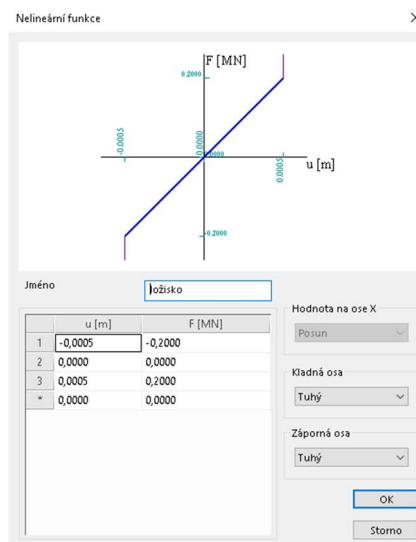 Nelineární funkce
F [MN]
0.2000
-0.0005
0.0000
0.0000
0.0005
u [m]
-0.2000
Jméno
ložisko
u [m] F [MN]
1 -0,0005 -0,2000
2 0,0000 0,0000
3 0,0005 0,2000
* 0,0000 0,0000
Hodnota na ose X
Posun
Kladná osa
Tuhý
Záporná osa
Tuhý
OK
Storno